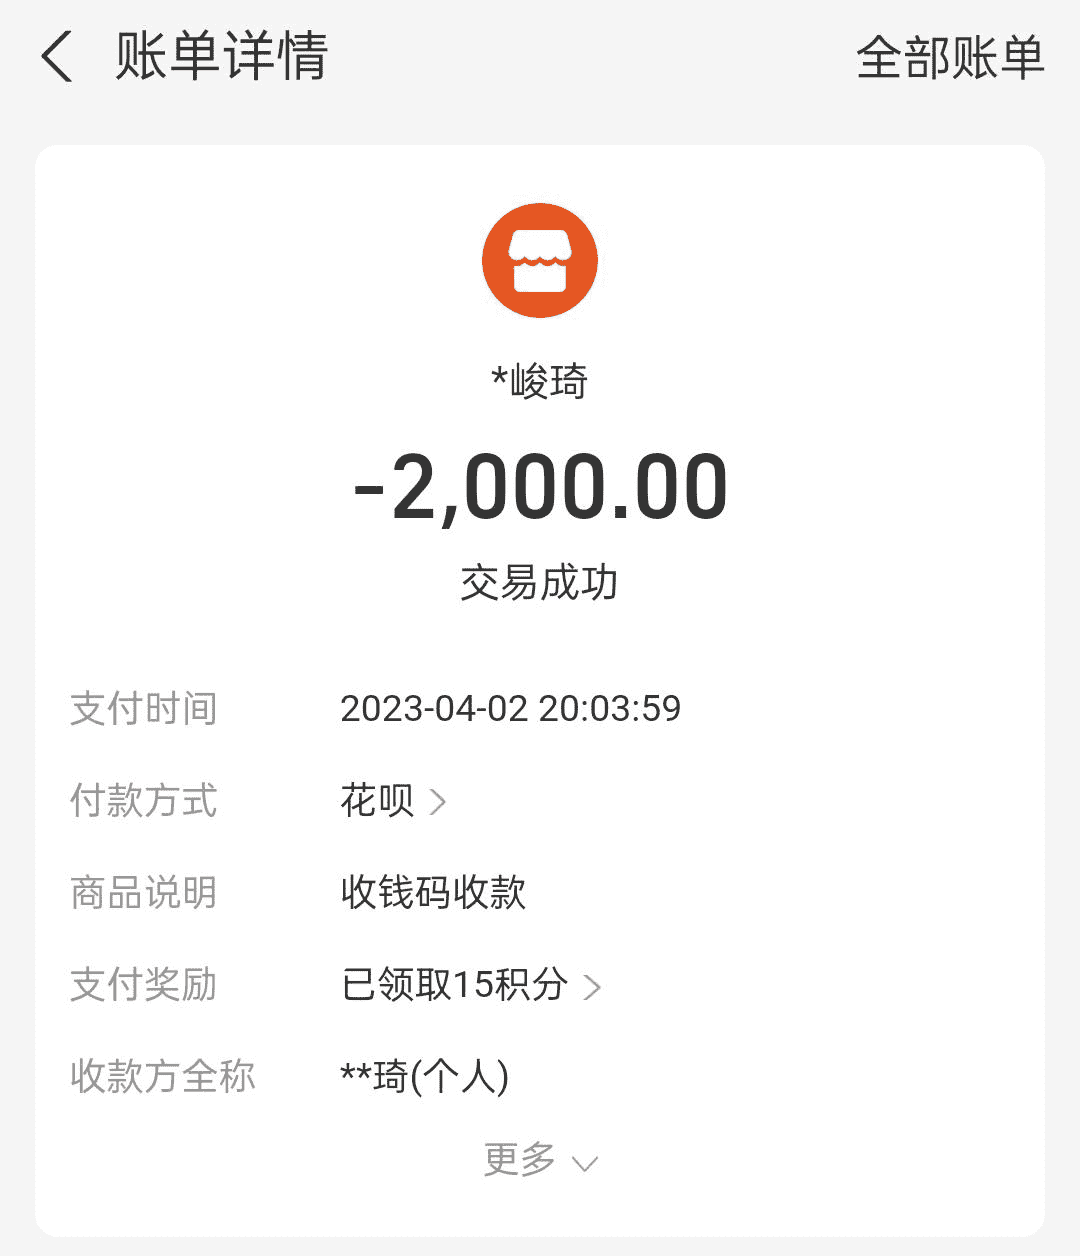 账单详情 全部账单
*峻琦
-2,000.00
交易成功
支付时间 2023-04-02 20:03:59
付款方式 花呗
商品说明 收钱码收款
支付奖励 已领取15积分
收款方全称 **琦(个人)
更多